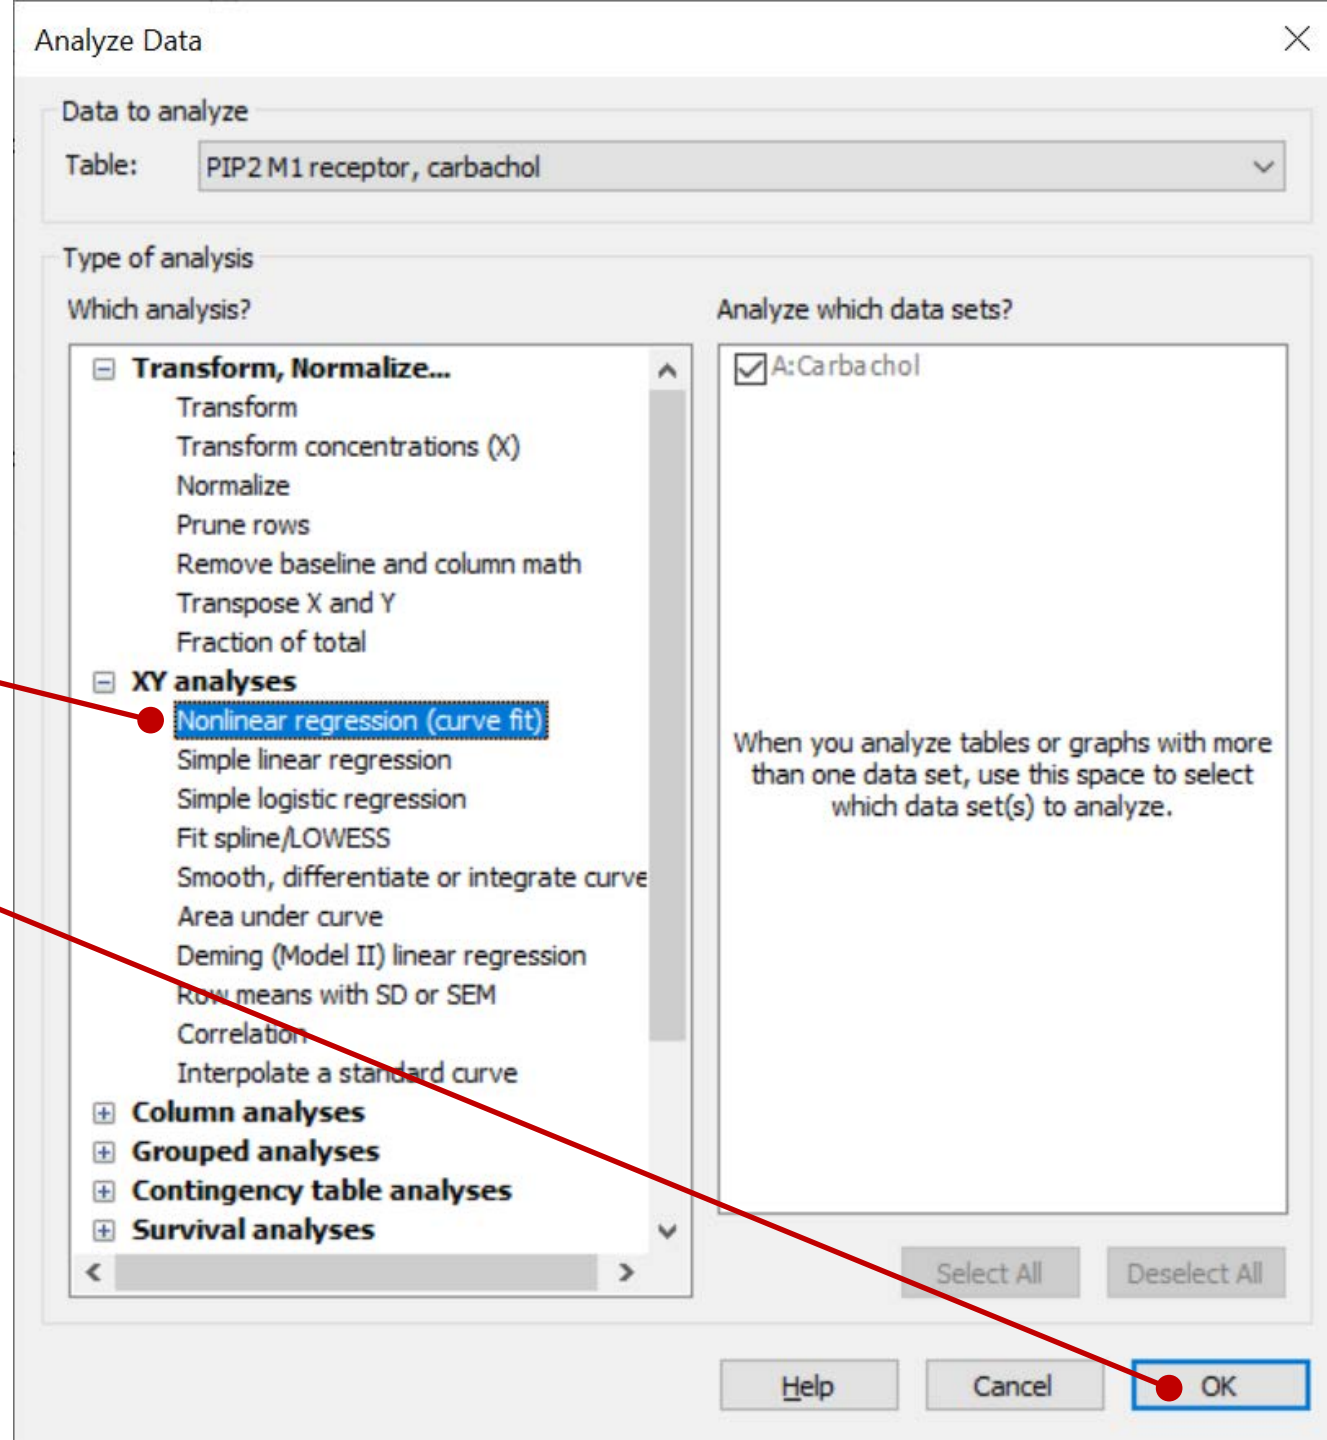 Analyze Data
Data to analyze
Table:
PIP2 M1 receptor, carbachol
Type of analysis
Which analysis?
Transform, Normalize...
Transform
Transform concentrations (X)
Normalize
Prune rows
Remove baseline and column math
Transpose X and Y
Fraction of total
XY analyses
Nonlinear regression (curve fit)
Simple linear regression
Simple logistic regression
Fit spline/LOWESS
Smooth, differentiate or integrate curve
Area under curve
Deming (Model II) linear regression
Row means with SD or SEM
Correlation
Interpolate a standard curve
Column analyses
Grouped analyses
Contingency table analyses
Survival analyses
Analyze which data sets?
A:Carbachol
When you analyze tables or graphs with more
than one data set, use this space to select
which data set(s) to analyze.
Select All
Deselect All
Help
Cancel
OK